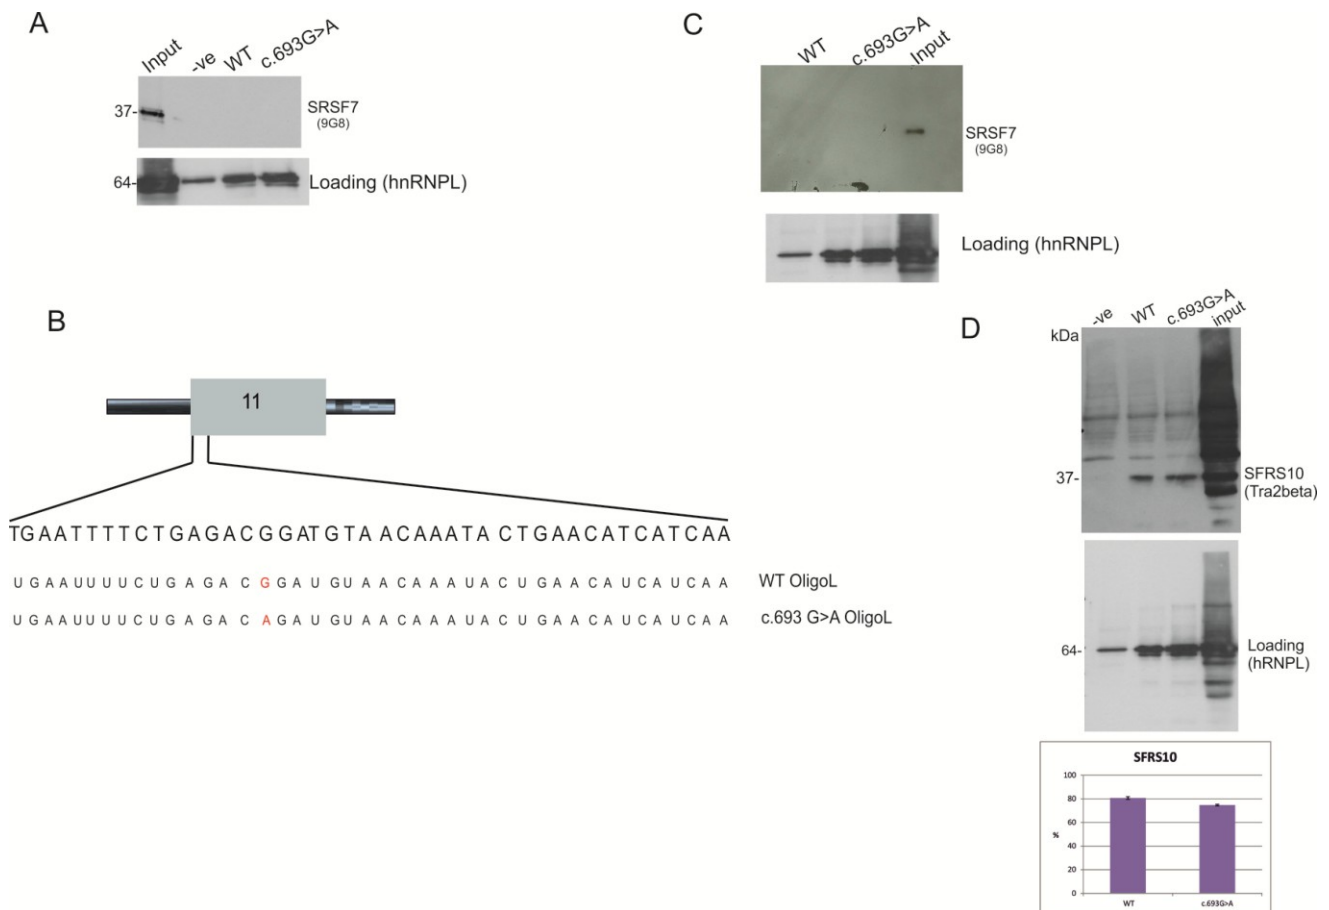 A
Input -ve WT c.693G>A
37-
SRSF7
(9G8)
64-
Loading (hnRNPL)
C
WT c.693G>A Input
SRSF7
(9G8)
Loading (hnRNPL)
B
11
TGAATTTTCTGAGACGGATGTAACAAATACTGAACATCATCAA
UGAAUUUUCUGAGACGGAUGUAACAAAUACUGAACAUCAUCAA WT OligoL
UGAAUUUUCUGAGACAGAUGUAACAAAUACUGAACAUCAUCAA c.693 G>A OligoL
D
kDa
-ve WT c.693G>A input
37-
SFRS10
(Tra2beta)
64-
Loading
(hRNPL)
SFRS10
100
80
60
%
40
20
0
WT c.693G>A